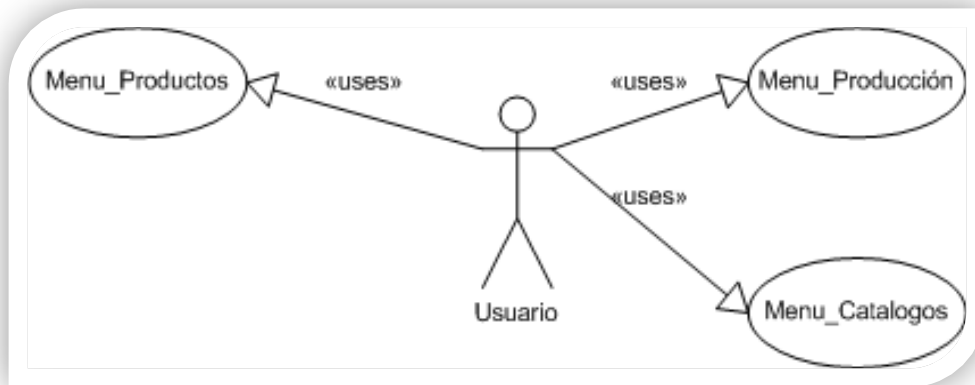 Menu_Productos
«uses»
«uses»
Menu_Producción
«uses»
Usuario
Menu_Catalogos